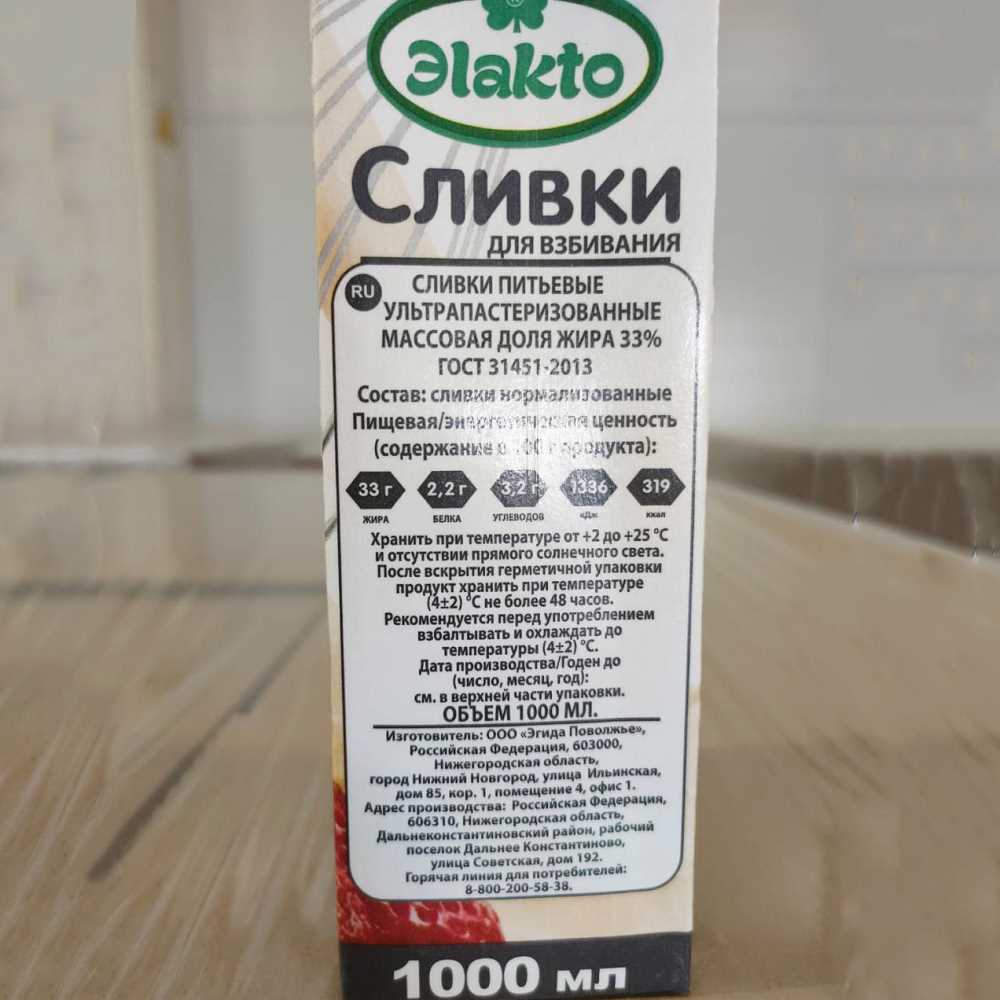 Эlakto
Сливки
для взбивания
RU
СЛИВКИ ПИТЬЕВЫЕ
УЛЬТРАПАСТЕРИЗОВАННЫЕ
МАССОВАЯ ДОЛЯ ЖИРА 33%
ГОСТ 31451-2013
Состав: сливки нормализованные
Пищевая/энергетическая ценность
(содержание в 100 г продукта):
33 г 2,2 г 3,2 г 1336 319
ЖИРА БЕЛКА УГЛЕВОДОВ кДж ккал
Хранить при температуре от +2 до +25 °С
и отсутствии прямого солнечного света.
После вскрытия герметичной упаковки
продукт хранить при температуре
(4±2) °С не более 48 часов.
Рекомендуется перед употреблением
взбалтывать и охлаждать до
температуры (4±2) °С.
Дата производства/Годен до
(число, месяц, год):
см. в верхней части упаковки.
ОБЪЕМ 1000 МЛ.
Изготовитель: ООО «Эгида Поволжье»,
Российская Федерация, 603000,
Нижегородская область,
город Нижний Новгород, улица Ильинская,
дом 85, кор. 1, помещение 4, офис 1.
Адрес производства: Российская Федерация,
606310, Нижегородская область,
Дальнеконстантиновский район, рабочий
поселок Дальнее Константиново,
улица Советская, дом 192.
Горячая линия для потребителей:
8-800-200-58-38.
1000 мл